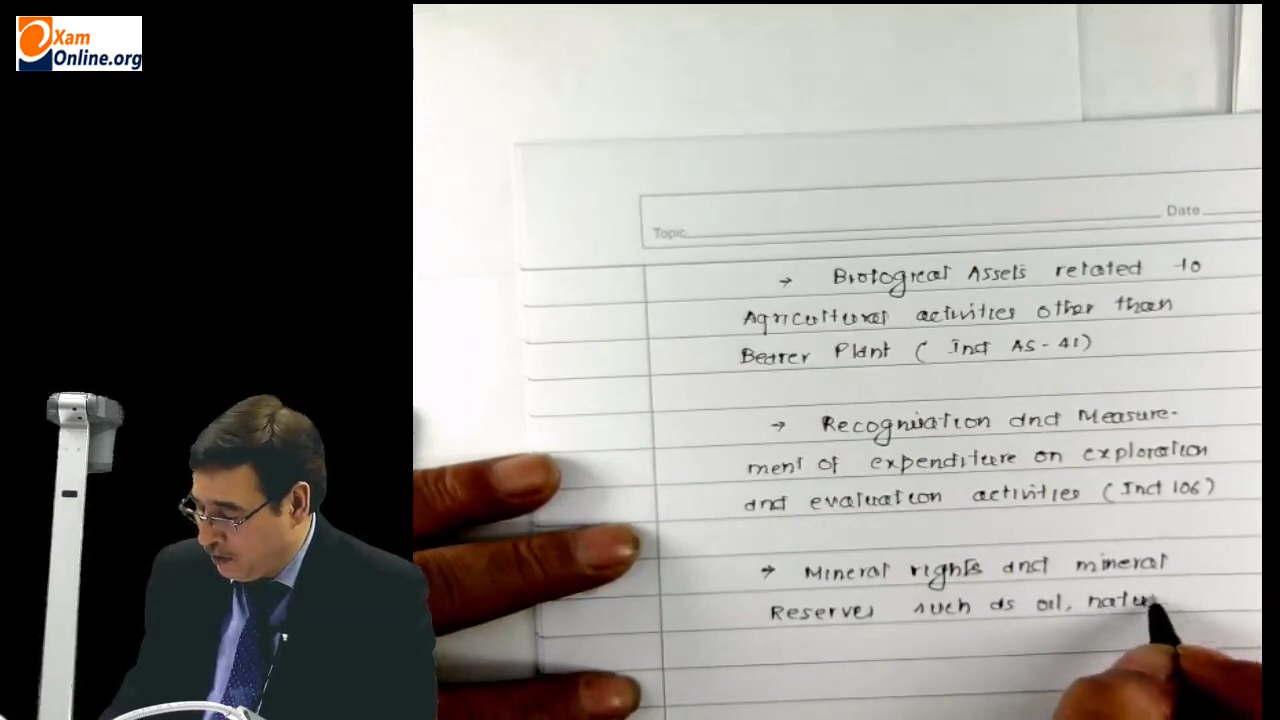 Xam
Online.org
Topic
Date
→ Biological Assets related to
Agricultural activities other than
Bearer Plant ( Ind AS-41)
→ Recognisation and Measure-
ment of expenditure on exploration
and evaluation activities (Ind 106)
→ Mineral rights and mineral
Reserves such as oil, natu